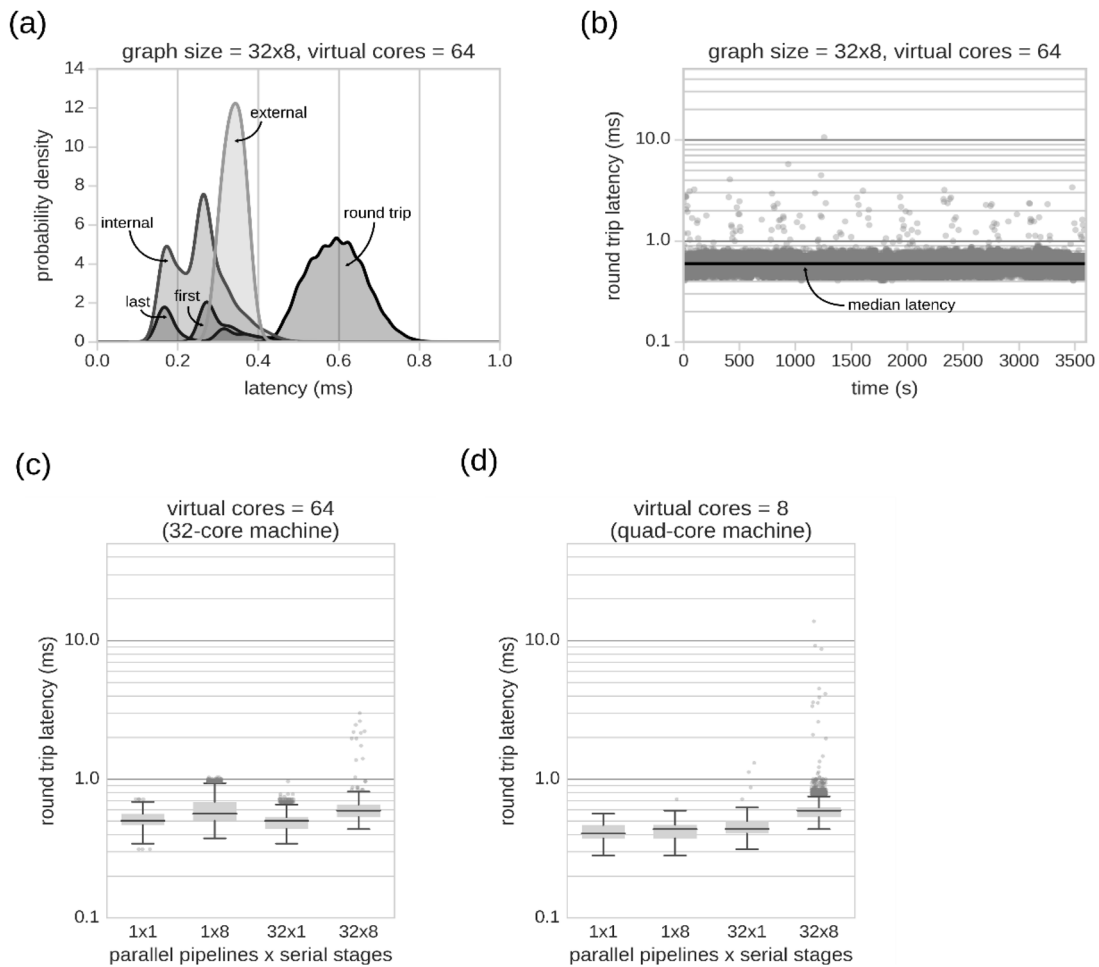 (a)
graph size = 32x8, virtual cores = 64
probability density
14
12
10
8
6
4
2
0
external
internal
round trip
last
first
0.0
0.2
0.4
0.6
0.8
1.0
latency (ms)
(b)
graph size = 32x8, virtual cores = 64
round trip latency (ms)
10.0
1.0
0.1
median latency
0
500
1000
1500
2000
2500
3000
3500
time (s)
(c)
virtual cores = 64
(32-core machine)
round trip latency (ms)
10.0
1.0
0.1
1x1
1x8
32x1
32x8
parallel pipelines x serial stages
(d)
virtual cores = 8
(quad-core machine)
round trip latency (ms)
10.0
1.0
0.1
1x1
1x8
32x1
32x8
parallel pipelines x serial stages